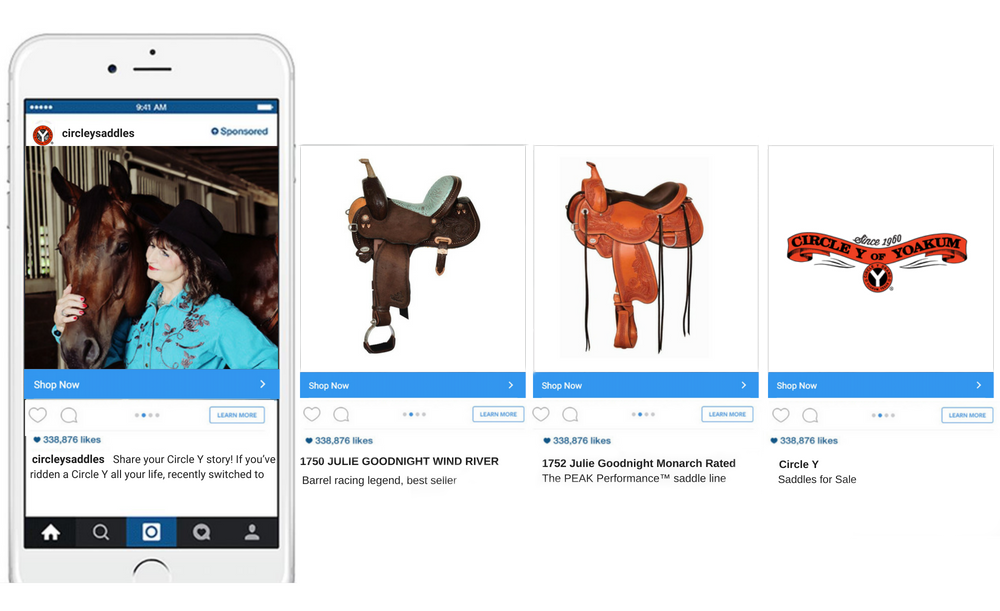 9:41 AM
circleysaddles
Sponsored
Shop Now
LEARN MORE
338,876 likes
circleysaddles Share your Circle Y story! If you've
ridden a Circle Y all your life, recently switched to
Shop Now
LEARN MORE
338,876 likes
1750 JULIE GOODNIGHT WIND RIVER
Barrel racing legend, best seller
Shop Now
LEARN MORE
338,876 likes
1752 Julie Goodnight Monarch Rated
The PEAK Performance™ saddle line
Since 1960
CIRCLE Y OF YOAKUM
Y
Shop Now
LEARN MORE
338,876 likes
Circle Y
Saddles for Sale